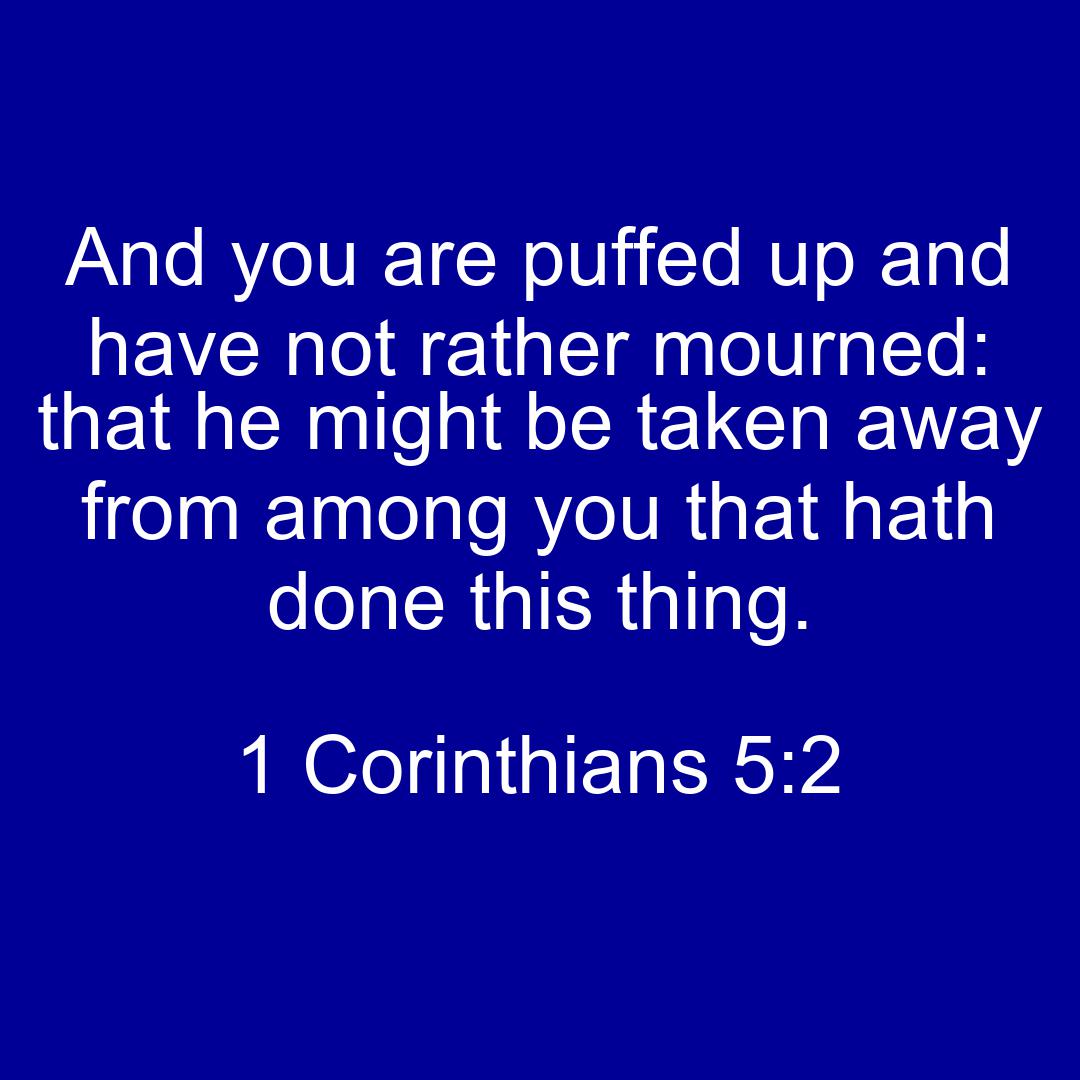 And you are puffed up and
have not rather mourned:
that he might be taken away
from among you that hath
done this thing.
1 Corinthians 5:2